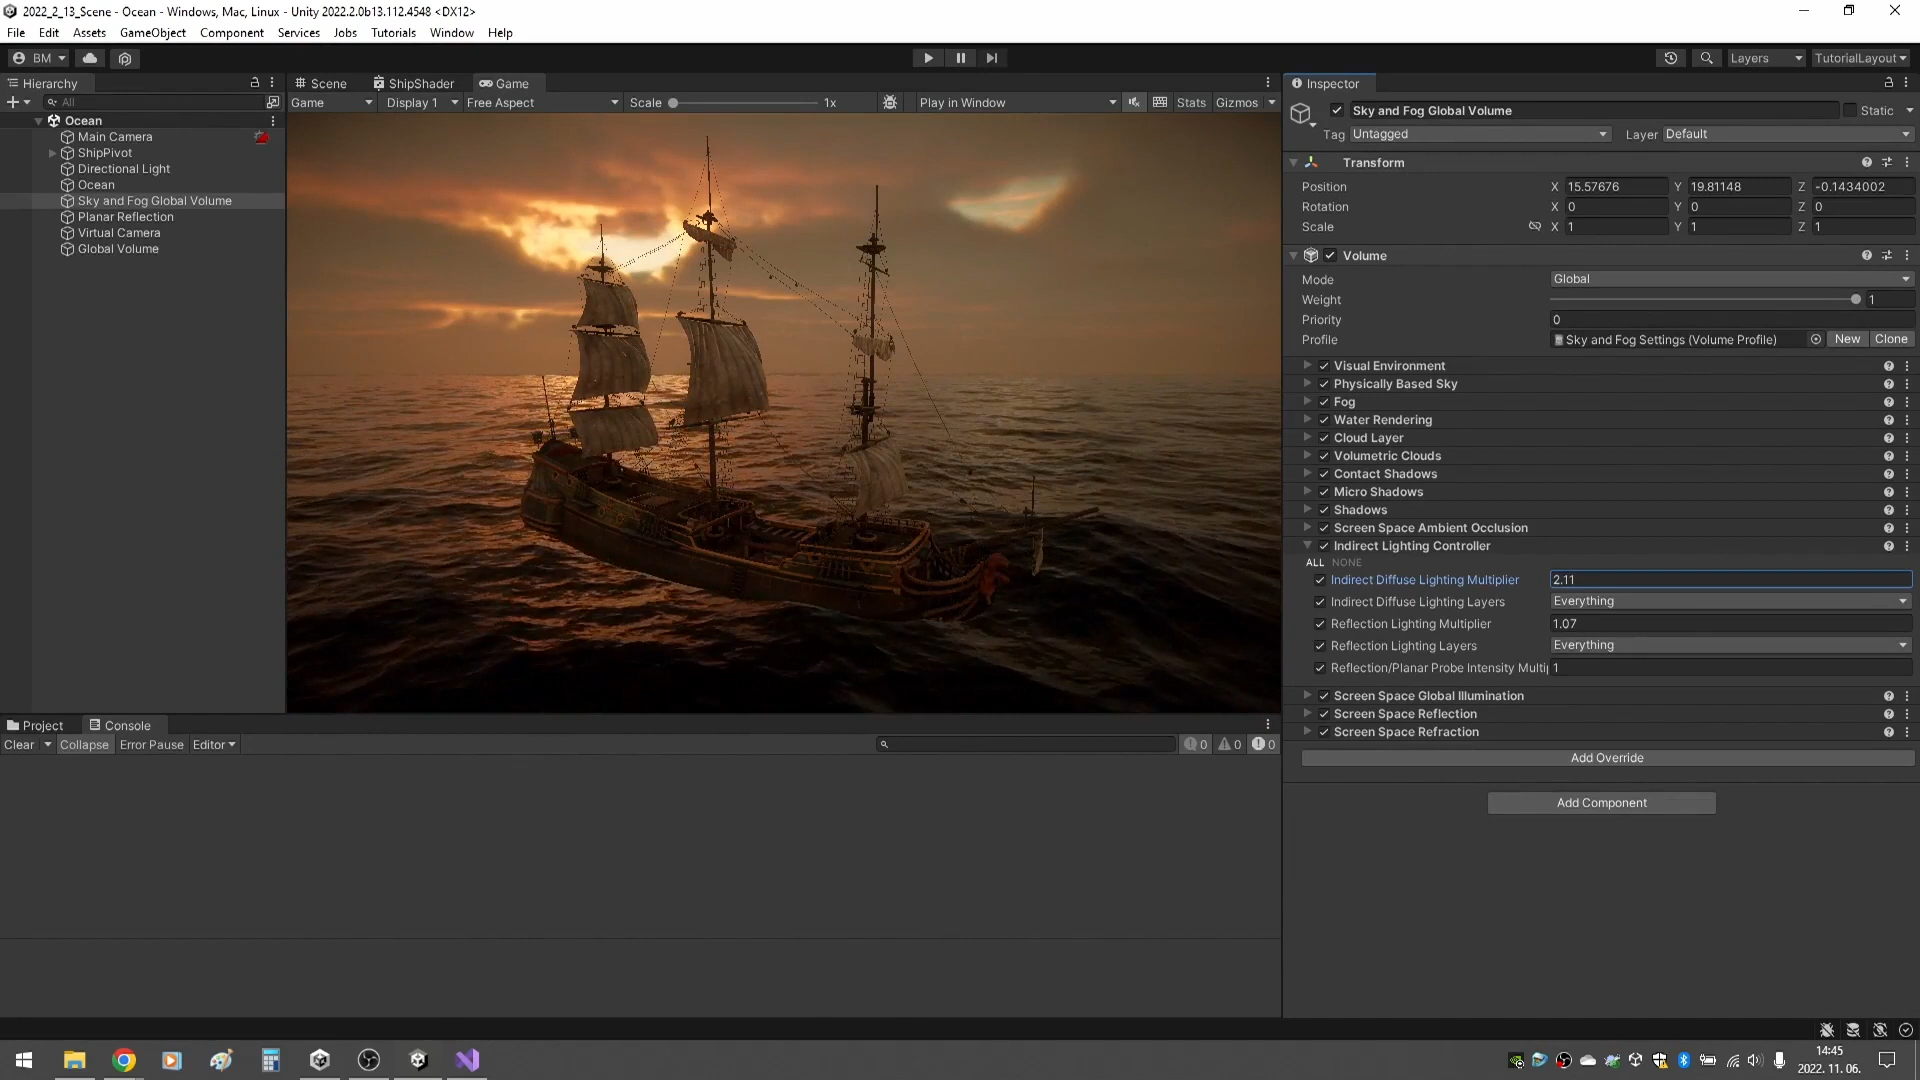 2022_2_13_Scene - Ocean - Windows, Mac, Linux - Unity 2022.2.0b13.112.4548 <DX12>
File Edit Assets GameObject Component Services Jobs Tutorials Window Help
BM Layers TutorialLayout
Hierarchy Scene ShipShader Game Inspector
All Game Display 1 Free Aspect Scale 1x Play in Window Stats Gizmos
Ocean
Main Camera
ShipPivot
Directional Light
Ocean
Sky and Fog Global Volume
Planar Reflection
Virtual Camera
Global Volume
Sky and Fog Global Volume Static
Tag Untagged Layer Default
Transform
Position X 15.57676 Y 19.81148 Z -0.1434002
Rotation X 0 Y 0 Z 0
Scale X 1 Y 1 Z 1
Volume
Mode Global
Weight 1
Priority 0
Profile Sky and Fog Settings (Volume Profile) New Clone
Visual Environment
Physically Based Sky
Fog
Water Rendering
Cloud Layer
Volumetric Clouds
Contact Shadows
Micro Shadows
Shadows
Screen Space Ambient Occlusion
Indirect Lighting Controller
ALL NONE
Indirect Diffuse Lighting Multiplier 2.11
Indirect Diffuse Lighting Layers Everything
Reflection Lighting Multiplier 1.07
Reflection Lighting Layers Everything
Reflection/Planar Probe Intensity Multi 1
Screen Space Global Illumination
Screen Space Reflection
Screen Space Refraction
Add Override
Add Component
Project Console
Clear Collapse Error Pause Editor 0 0 0
14:45
2022. 11. 06.